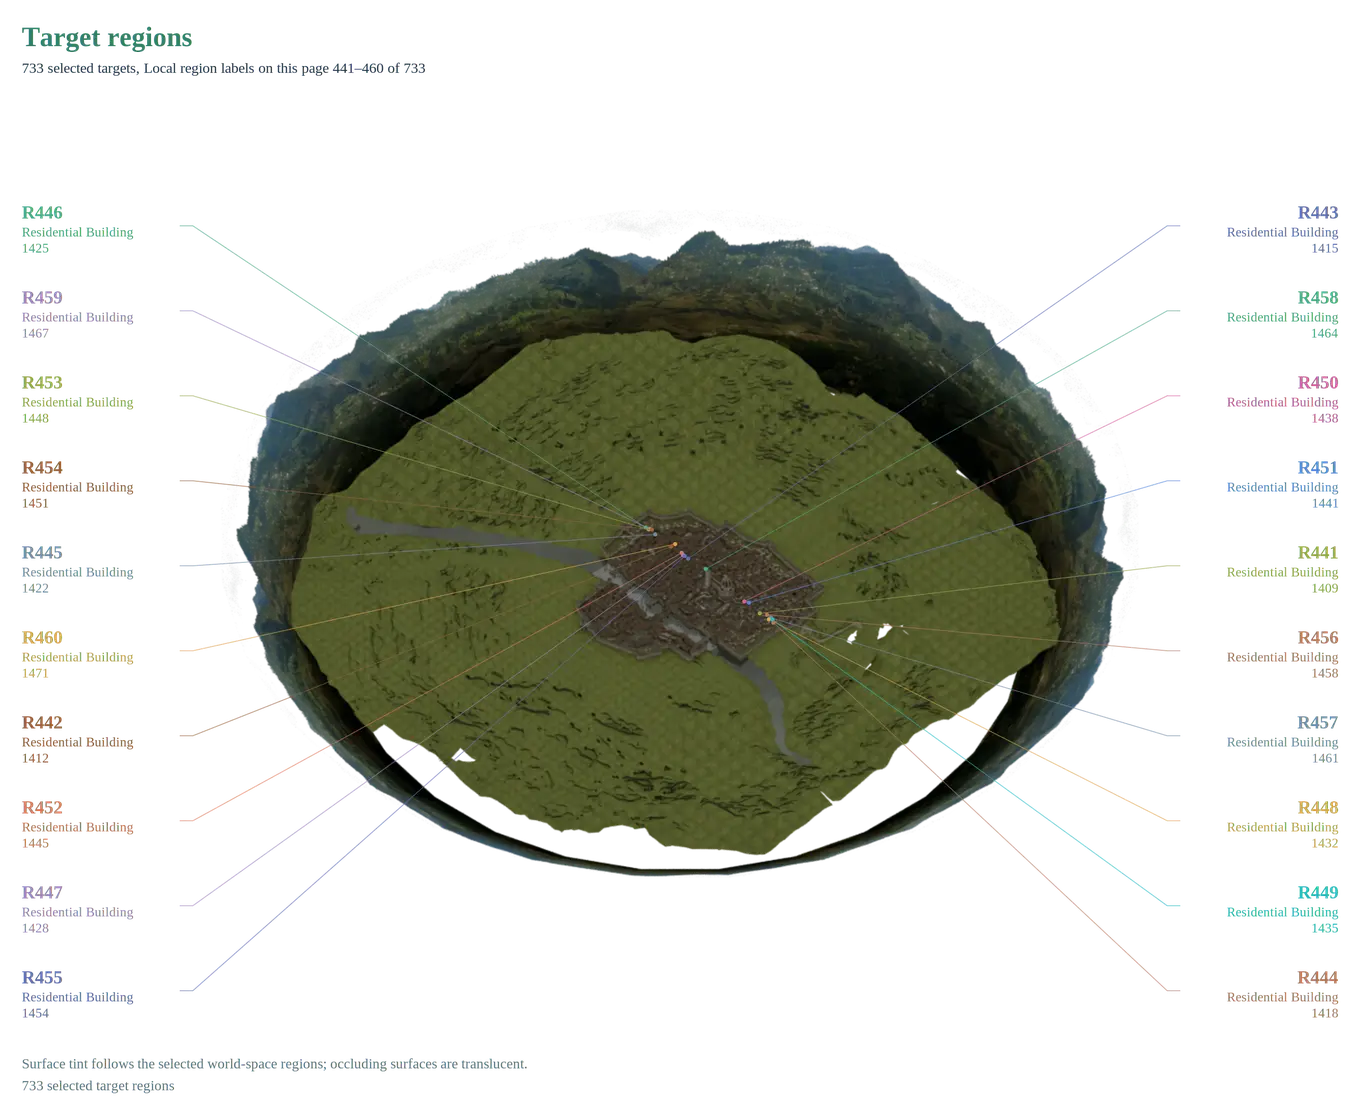 Target regions
733 selected targets, Local region labels on this page 441–460 of 733
R446
Residential Building
1425
R459
Residential Building
1467
R453
Residential Building
1448
R454
Residential Building
1451
R445
Residential Building
1422
R460
Residential Building
1471
R442
Residential Building
1412
R452
Residential Building
1445
R447
Residential Building
1428
R455
Residential Building
1454
R443
Residential Building
1415
R458
Residential Building
1464
R450
Residential Building
1438
R451
Residential Building
1441
R441
Residential Building
1409
R456
Residential Building
1458
R457
Residential Building
1461
R448
Residential Building
1432
R449
Residential Building
1435
R444
Residential Building
1418
Surface tint follows the selected world-space regions; occluding surfaces are translucent.
733 selected target regions